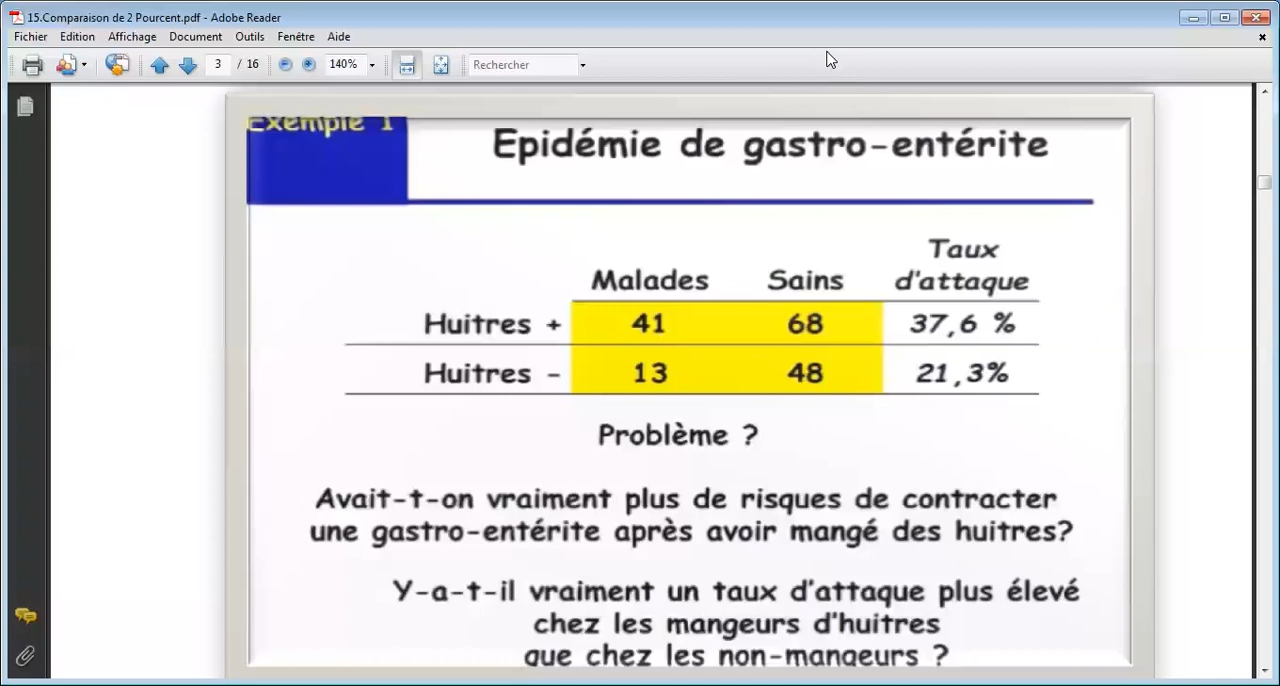 15.Comparaison de 2 Pourcent.pdf - Adobe Reader
Fichier Edition Affichage Document Outils Fenêtre Aide
3 / 16 140% Rechercher
Exemple 1
Epidémie de gastro-entérite
Taux
Malades Sains d'attaque
Huitres + 41 68 37,6 %
Huitres - 13 48 21,3%
Problème ?
Avait-t-on vraiment plus de risques de contracter
une gastro-entérite après avoir mangé des huitres?
Y-a-t-il vraiment un taux d'attaque plus élevé
chez les mangeurs d'huitres
que chez les non-mangeurs ?